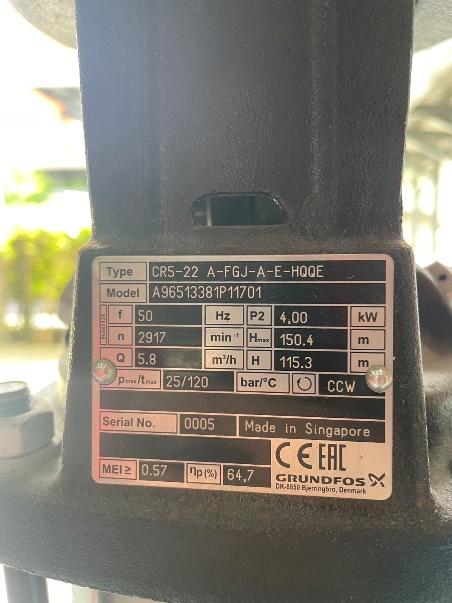 Type CR5-22 A-FGJ-A-E-HQQE
Model A96513381P11701
f 50 Hz P2 4,00 kW
n 2917 min⁻¹ Hmax 150.4 m
Q 5.8 m³/h H 115.3 m
pmax/tmax 25/120 bar/°C CCW
Serial No. 0005 Made in Singapore
MEI ≥ 0.57 ηp(%) 64,7
CE EAC
GRUNDFOS
DK-8850 Bjerringbro, Denmark